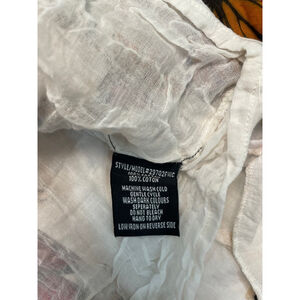 STYLE/MODEL#29702FWC
100% COTTON
MACHINE WASH COLD
GENTLE CYCLE
WASH DARK COLOURS
SEPERATELY
DO NOT BLEACH
HANG TO DRY
LOW IRON ON REVERSE SIDE